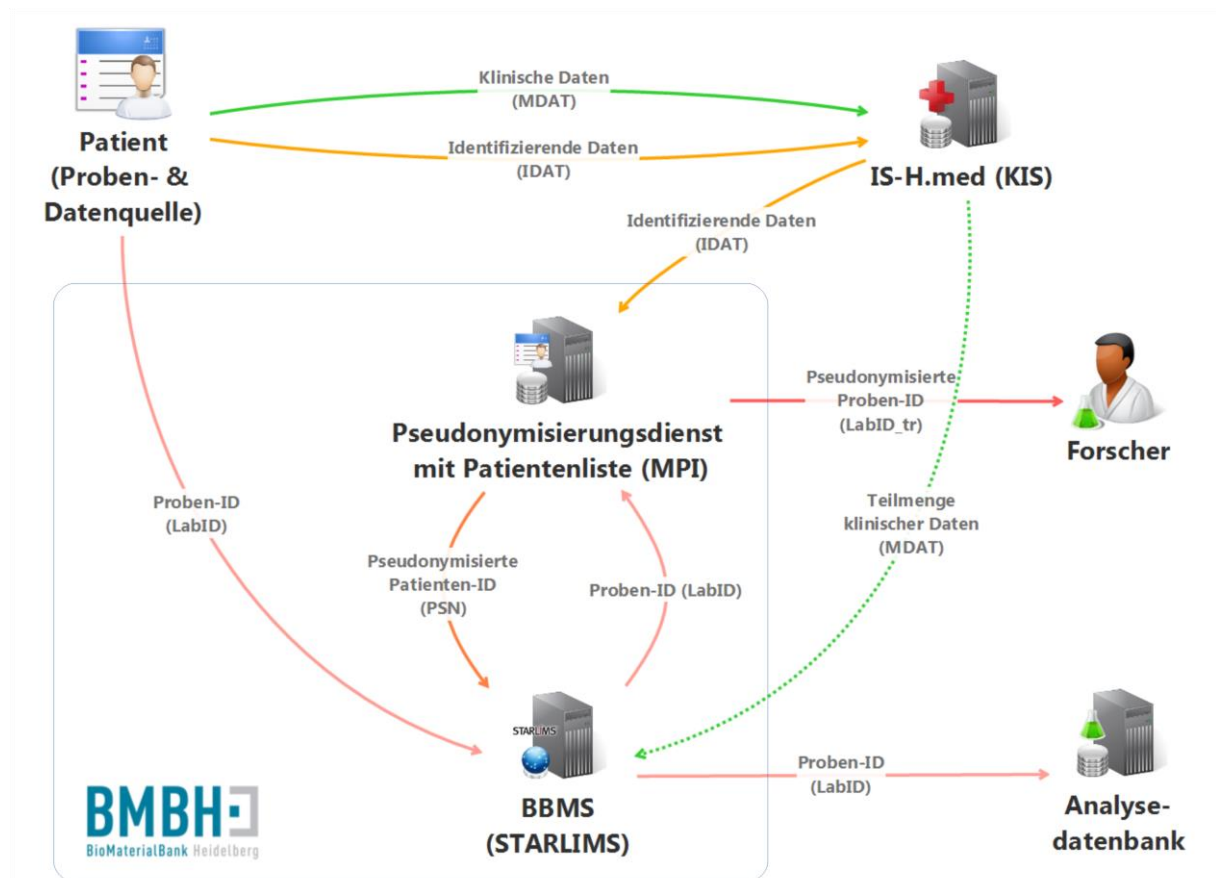 Klinische Daten
(MDAT)
Identifizierende Daten
(IDAT)
Patient
(Proben- &
Datenquelle)
IS-H.med (KIS)
Identifizierende Daten
(IDAT)
Pseudonymisierungsdienst
mit Patientenliste (MPI)
Pseudonymisierte
Proben-ID
(LabID_tr)
Forscher
Proben-ID
(LabID)
Teilmenge
klinischer Daten
(MDAT)
Pseudonymisierte
Patienten-ID
(PSN)
Proben-ID (LabID)
STARLIMS
BBMS
(STARLIMS)
Proben-ID
(LabID)
Analyse-
datenbank
BMBH
BioMaterialBank Heidelberg